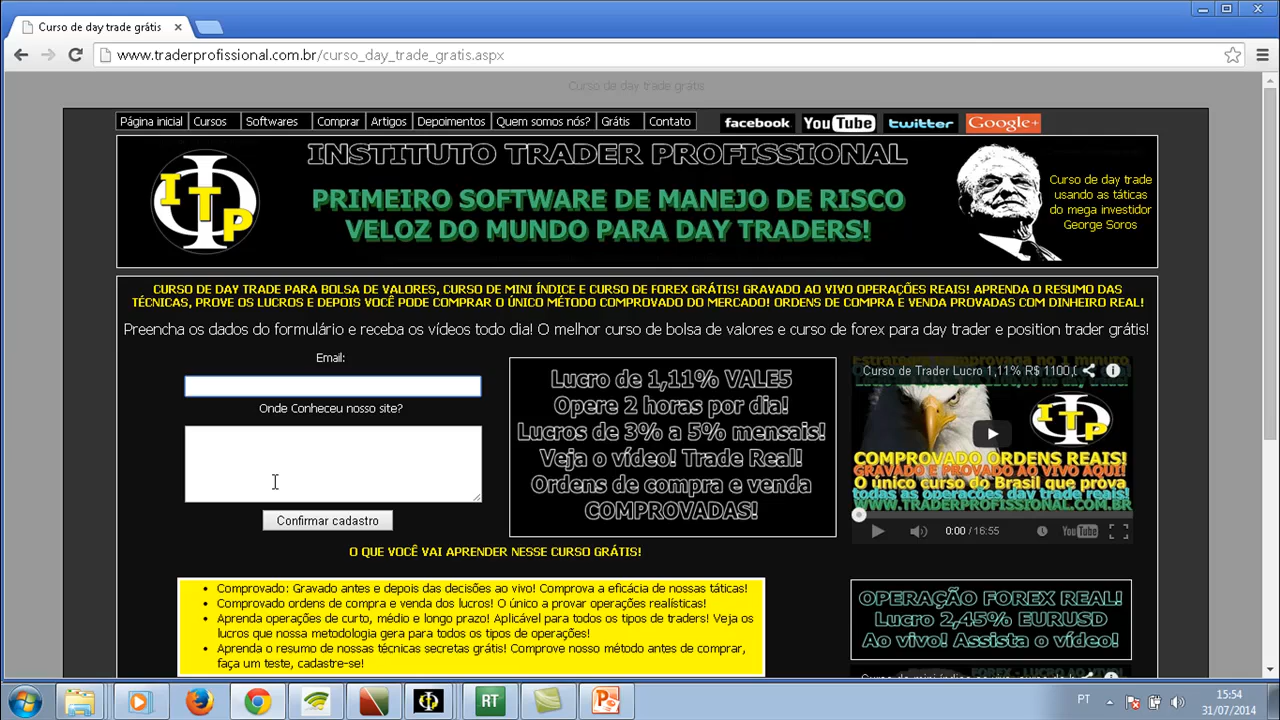 Curso de day trade grátis
www.traderprofissional.com.br/curso_day_trade_gratis.aspx
Curso de day trade grátis
Página inicial Cursos Softwares Comprar Artigos Depoimentos Quem somos nós? Grátis Contato facebook YouTube twitter Google+
INSTITUTO TRADER PROFISSIONAL
PRIMEIRO SOFTWARE DE MANEJO DE RISCO
VELOZ DO MUNDO PARA DAY TRADERS!
ITP
Curso de day trade
usando as táticas
do mega investidor
George Soros
CURSO DE DAY TRADE PARA BOLSA DE VALORES, CURSO DE MINI ÍNDICE E CURSO DE FOREX GRÁTIS! GRAVADO AO VIVO OPERAÇÕES REAIS! APRENDA O RESUMO DAS
TÉCNICAS, PROVE OS LUCROS E DEPOIS VOCÊ PODE COMPRAR O ÚNICO MÉTODO COMPROVADO DO MERCADO! ORDENS DE COMPRA E VENDA PROVADAS COM DINHEIRO REAL!
Preencha os dados do formulário e receba os vídeos todo dia! O melhor curso de bolsa de valores e curso de forex para day trader e position trader grátis!
Email:
Onde Conheceu nosso site?
Confirmar cadastro
Lucro de 1,11% VALE5
Opere 2 horas por dia!
Lucros de 3% a 5% mensais!
Veja o vídeo! Trade Real!
Ordens de compra e venda
COMPROVADAS!
Estratégia comprovada no 1 minuto
Curso de Trader Lucro 1,11% R$ 1100,0
ITP
COMPROVADO ORDENS REAIS!
GRAVADO E PROVADO AO VIVO AQUI!
O único curso do Brasil que prova
todas as operações day trade reais!
WWW.TRADERPROFISSIONAL.COM.BR
0:00 / 16:55 YouTube
O QUE VOCÊ VAI APRENDER NESSE CURSO GRÁTIS!
• Comprovado: Gravado antes e depois das decisões ao vivo! Comprova a eficácia de nossas táticas!
• Comprovado ordens de compra e venda dos lucros! O único a provar operações realísticas!
• Aprenda operações de curto, médio e longo prazo! Aplicável para todos os tipos de traders! Veja os
lucros que nossa metodologia gera para todos os tipos de operações!
• Aprenda o resumo de nossas técnicas secretas grátis! Comprove nosso método antes de comprar,
faça um teste, cadastre-se!
OPERAÇÃO FOREX REAL!
Lucro 2,45% EURUSD
Ao vivo! Assista o vídeo!
RT
PT
15:54
31/07/2014